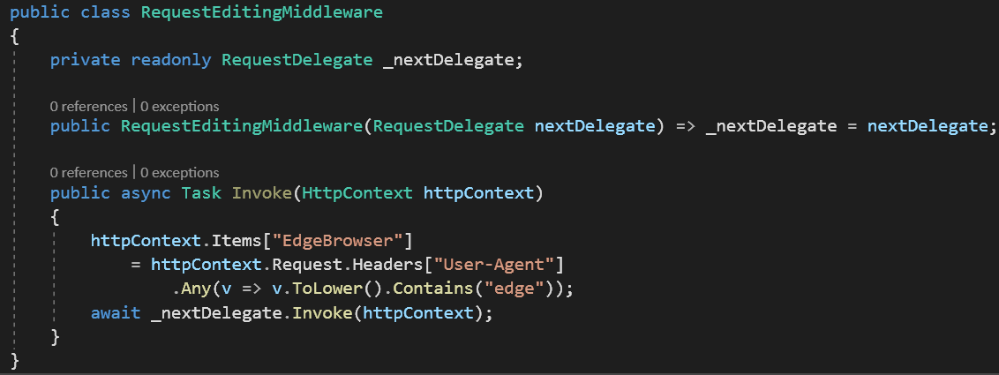 public class RequestEditingMiddleware
{
private readonly RequestDelegate _nextDelegate;
0 references | 0 exceptions
public RequestEditingMiddleware(RequestDelegate nextDelegate) => _nextDelegate = nextDelegate;
0 references | 0 exceptions
public async Task Invoke(HttpContext httpContext)
{
httpContext.Items["EdgeBrowser"]
= httpContext.Request.Headers["User-Agent"]
.Any(v => v.ToLower().Contains("edge"));
await _nextDelegate.Invoke(httpContext);
}
}